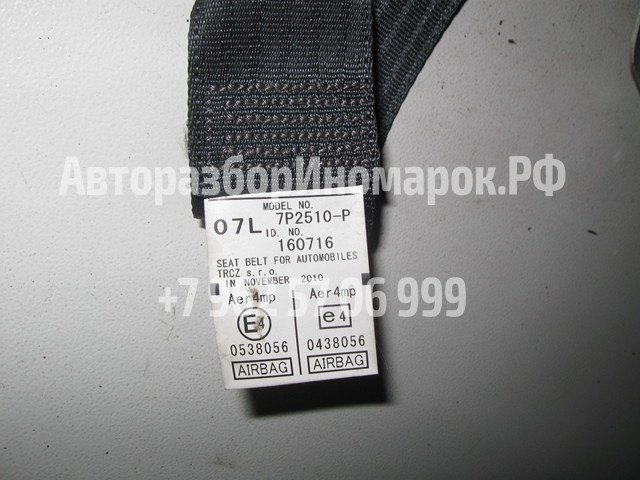 АвторазборИномарок.РФ
MODEL NO.
07L 7P2510-P
ID. NO.
160716
SEAT BELT FOR AUTOMOBILES
TRCZ s.r.o.
IN NOVEMBER 2010
Aer4mp Aer4mp
E4 e4
0538056 0438056
AIRBAG AIRBAG